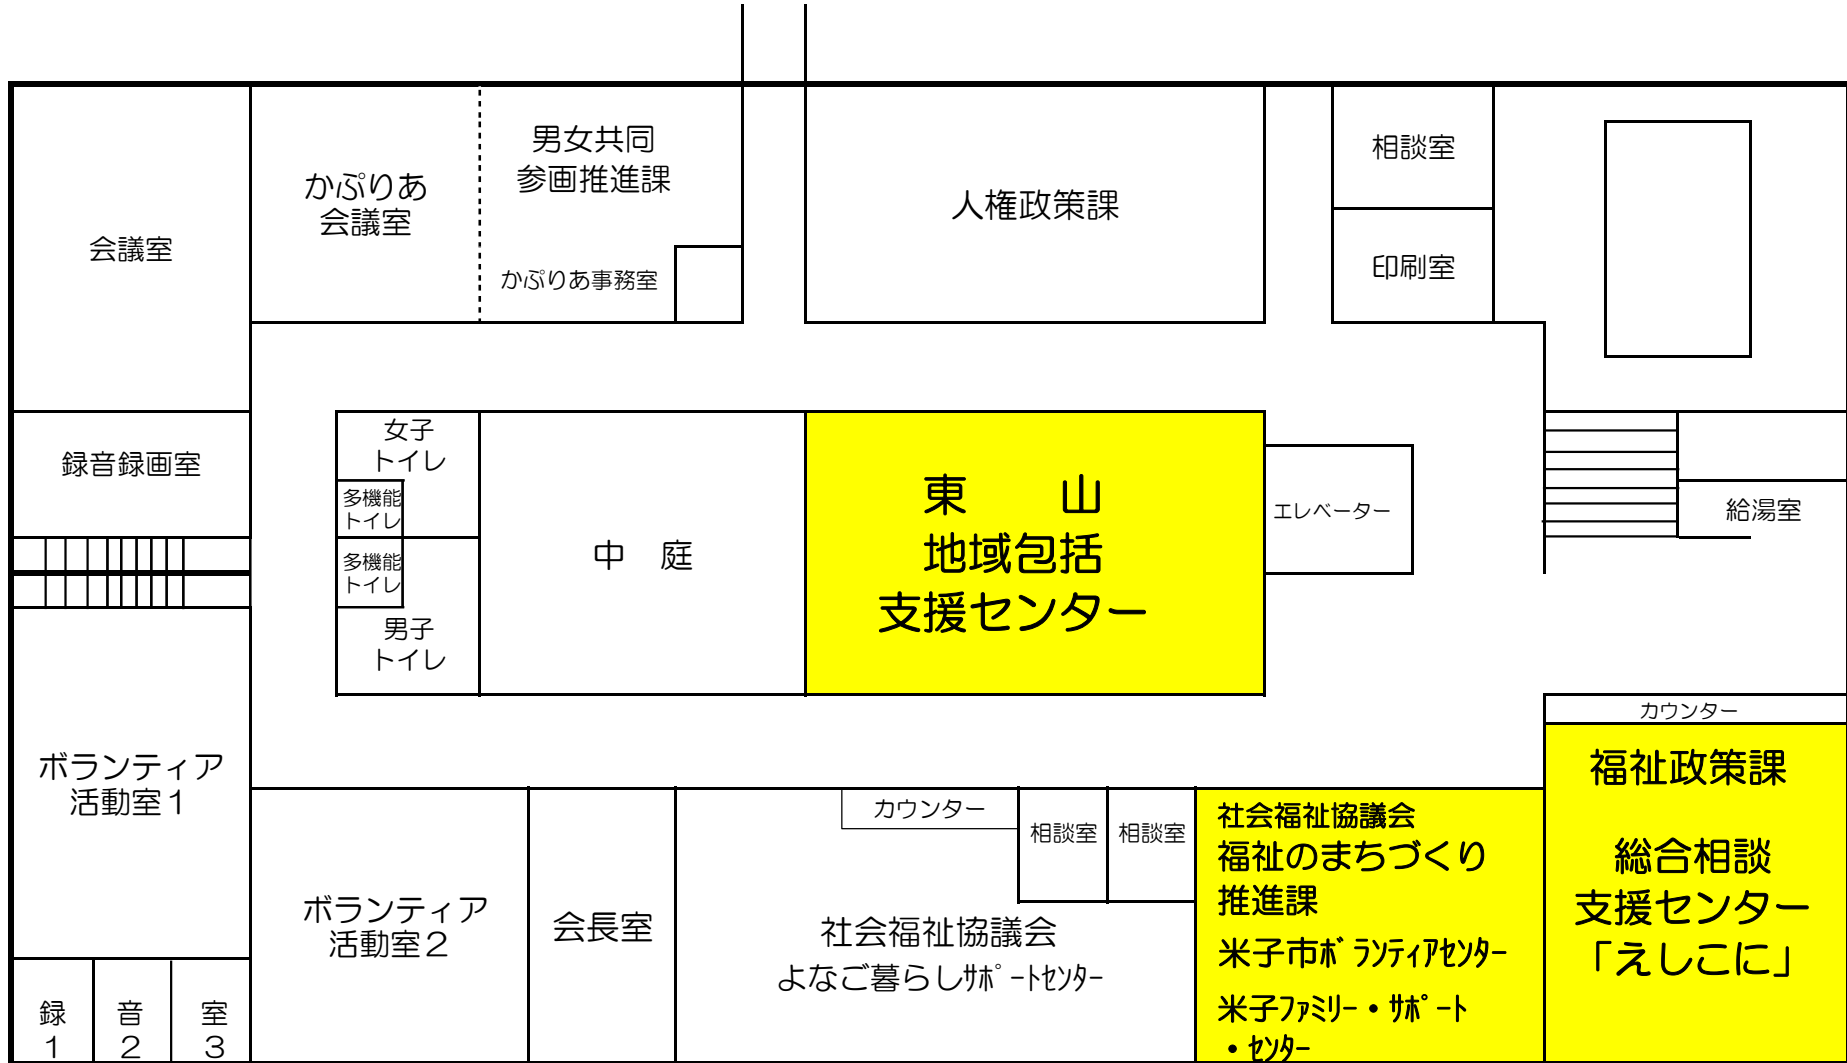 会議室
かぷりあ
会議室
男女共同
参画推進課
かぷりあ事務室
人権政策課
相談室
印刷室
録音録画室
女子
トイレ
多機能
トイレ
多機能
トイレ
男子
トイレ
中　庭
東　　山
地域包括
支援センター
エレベーター
給湯室
ボランティア
活動室１
ボランティア
活動室２
会長室
カウンター
相談室
相談室
社会福祉協議会
よなご暮らしｻﾎﾟｰﾄｾﾝﾀｰ
社会福祉協議会
福祉のまちづくり
推進課
米子市ﾎﾞﾗﾝﾃｨｱｾﾝﾀｰ
米子ﾌｧﾐﾘｰ・ｻﾎﾟｰﾄ
・ｾﾝﾀｰ
カウンター
福祉政策課
総合相談
支援センター
「えしこに」
録　音　室
１　２　３